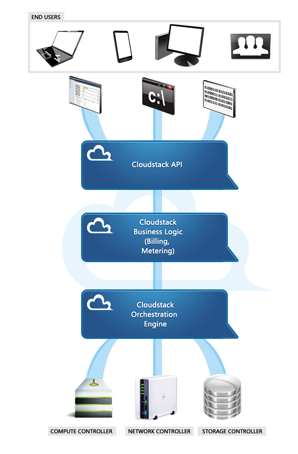 END USERS
c:\
Cloudstack API
Cloudstack
Business Logic
(Billing,
Metering)
Cloudstack
Orchestration
Engine
COMPUTE CONTROLLER
NETWORK CONTROLLER
STORAGE CONTROLLER